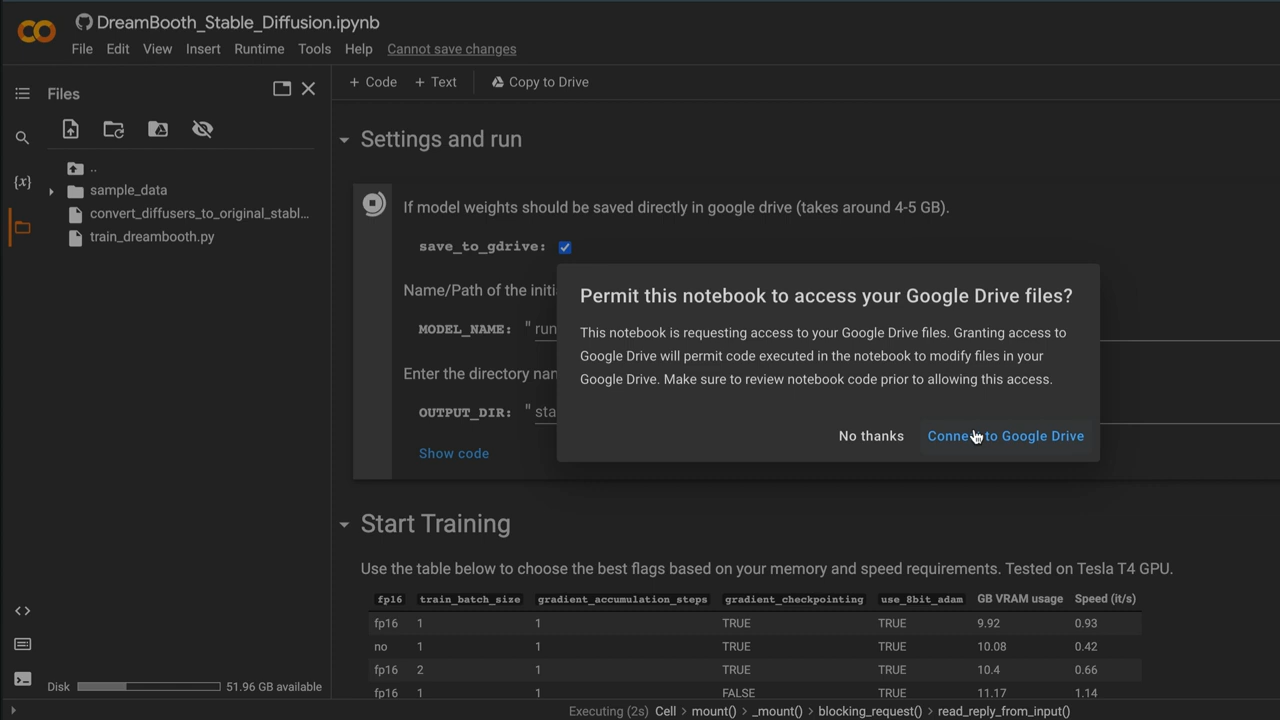 DreamBooth_Stable_Diffusion.ipynb
File Edit View Insert Runtime Tools Help Cannot save changes
Files
+ Code + Text Copy to Drive
..
sample_data
convert_diffusers_to_original_stabl...
train_dreambooth.py
{x}
Settings and run
If model weights should be saved directly in google drive (takes around 4-5 GB).
save_to_gdrive:
Name/Path of the initi
MODEL_NAME: "run
Enter the directory nam
OUTPUT_DIR: "sta
Show code
Permit this notebook to access your Google Drive files?
This notebook is requesting access to your Google Drive files. Granting access to
Google Drive will permit code executed in the notebook to modify files in your
Google Drive. Make sure to review notebook code prior to allowing this access.
No thanks Connect to Google Drive
Start Training
Use the table below to choose the best flags based on your memory and speed requirements. Tested on Tesla T4 GPU.
fp16 train_batch_size gradient_accumulation_steps gradient_checkpointing use_8bit_adam GB VRAM usage Speed (it/s)
fp16 1 1 TRUE TRUE 9.92 0.93
no 1 1 TRUE TRUE 10.08 0.42
fp16 2 1 TRUE TRUE 10.4 0.66
fp16 1 1 FALSE TRUE 11.17 1.14
Disk 51.96 GB available
Executing (2s) Cell > mount() > _mount() > blocking_request() > read_reply_from_input()